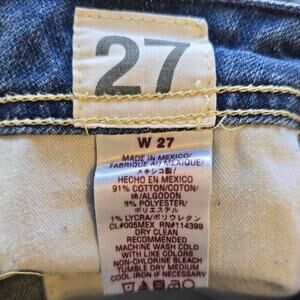 27
W 27
MADE IN MEXICO/
FABRIQUE AU MEXIQUE/
メキシコ製/
HECHO EN MEXICO
91% COTTON/COTON/
綿/ALGODON
8% POLYESTER/
ポリエステル
1% LYCRA/ポリウレタン
CL#005MEX RN#114399
DRY CLEAN
RECOMMENDED
MACHINE WASH COLD
WITH LIKE COLORS
NON-CHLORINE BLEACH
TUMBLE DRY MEDIUM
COOL IRON IF NECESSARY